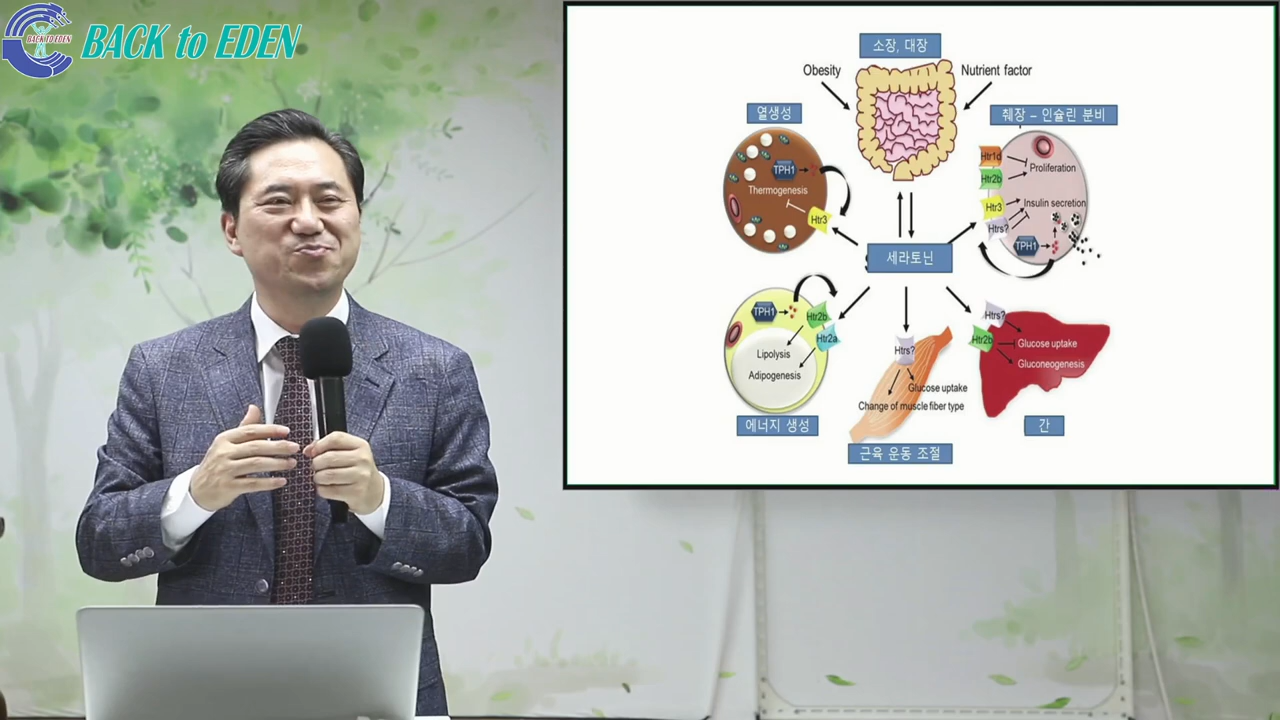 BACK TO EDEN
BACK to EDEN
소장, 대장
Obesity
Nutrient factor
열생성
췌장 – 인슐린 분비
TPH1
Thermogenesis
Htr3
Htr1d
Htr2b
Proliferation
Htr3
Insulin secretion
Htrs?
TPH1
세라토닌
TPH1
Htr2b
Htr2a
Lipolysis
Adipogenesis
에너지 생성
Htrs?
Glucose uptake
Change of muscle fiber type
근육 운동 조절
Htrs?
Htr2b
Glucose uptake
Gluconeogenesis
간